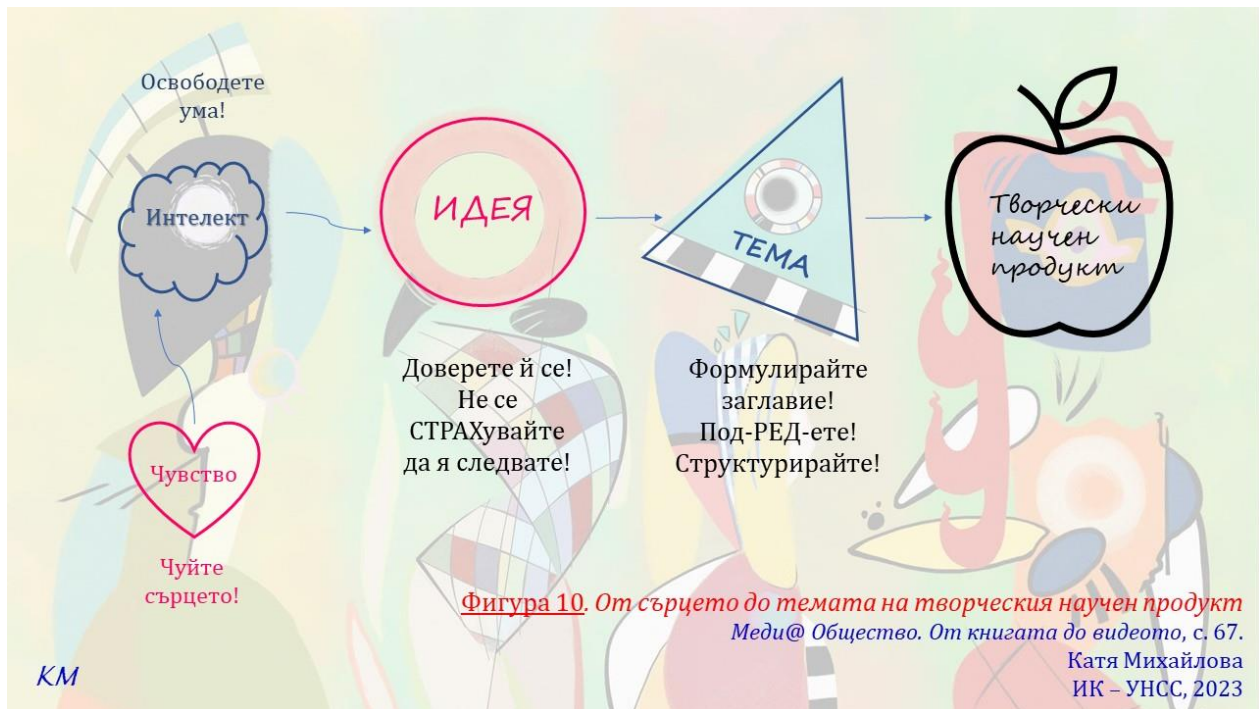 Освободете
ума!
Интелект
Чувство
Чуйте
сърцето!
ИДЕЯ
Доверете ѝ се!
Не се
СТРАХувайте
да я следвате!
ТЕМА
Формулирайте
заглавие!
Под-РЕД-ете!
Структурирайте!
Творчески
научен
продукт
Фигура 10. От сърцето до темата на творческия научен продукт
Меди@ Общество. От книгата до видеото, с. 67.
Катя Михайлова
ИК – УНСС, 2023
КМ